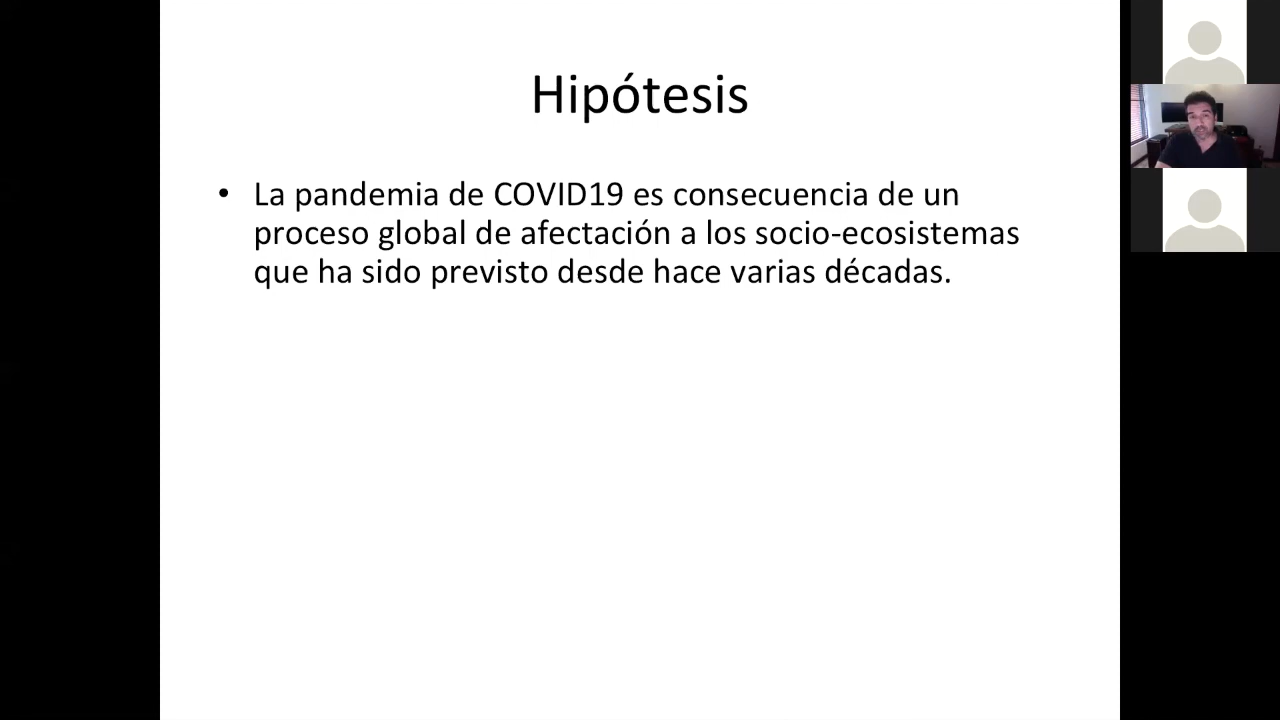 Hipótesis
• La pandemia de COVID19 es consecuencia de un
proceso global de afectación a los socio-ecosistemas
que ha sido previsto desde hace varias décadas.